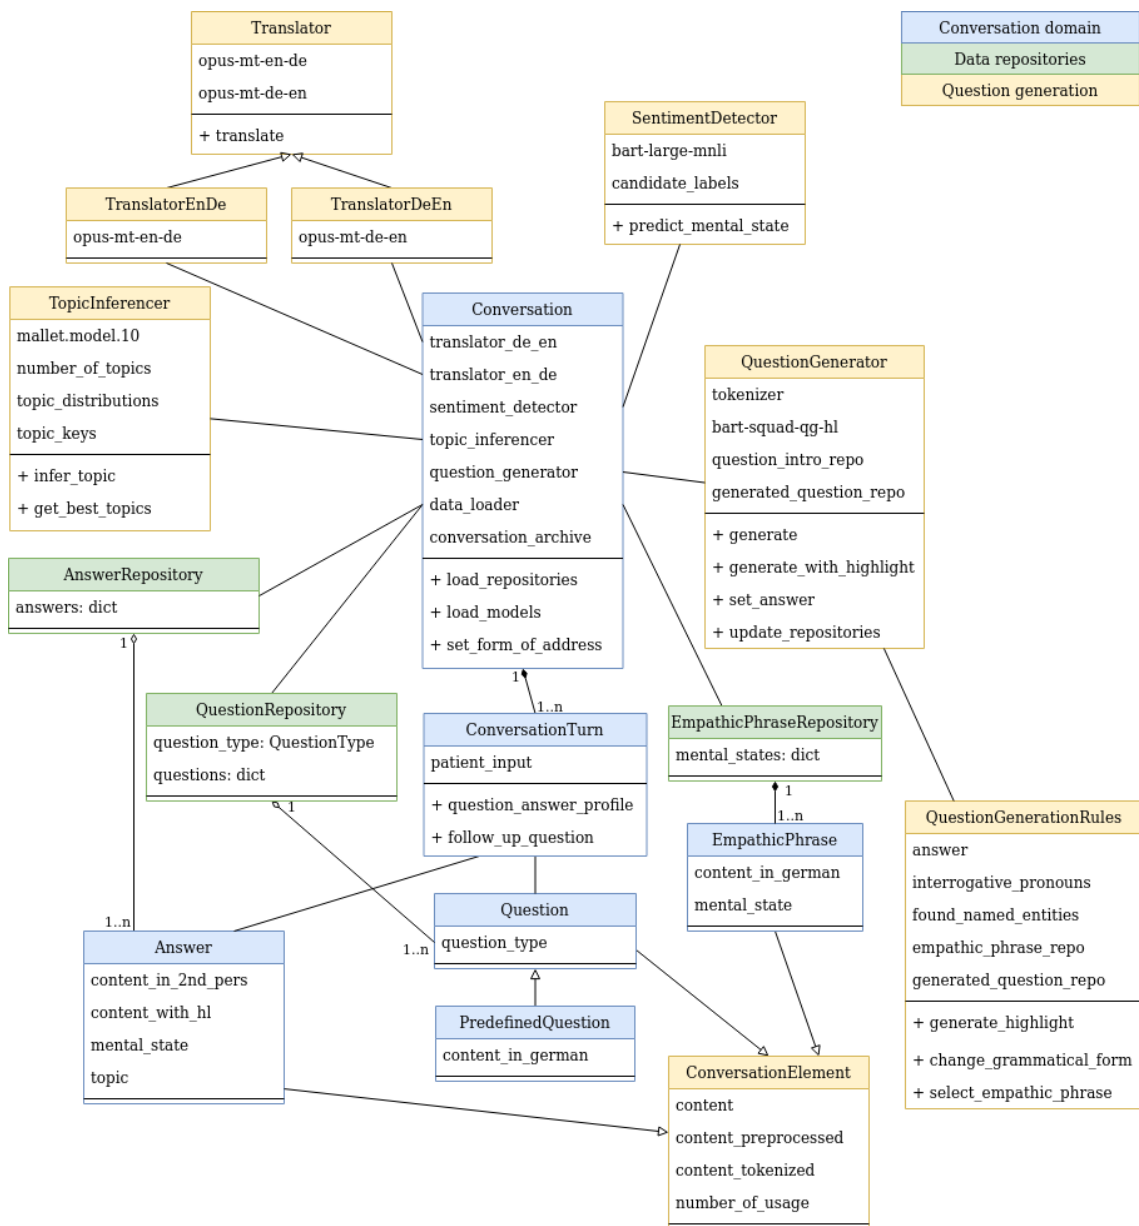 Translator
opus-mt-en-de
opus-mt-de-en
+ translate
Conversation domain
Data repositories
Question generation
SentimentDetector
bart-large-mnli
candidate_labels
+ predict_mental_state
TranslatorEnDe
opus-mt-en-de
TranslatorDeEn
opus-mt-de-en
TopicInferencer
mallet.model.10
number_of_topics
topic_distributions
topic_keys
+ infer_topic
+ get_best_topics
Conversation
translator_de_en
translator_en_de
sentiment_detector
topic_inferencer
question_generator
data_loader
conversation_archive
+ load_repositories
+ load_models
+ set_form_of_address
QuestionGenerator
tokenizer
bart-squad-qg-hl
question_intro_repo
generated_question_repo
+ generate
+ generate_with_highlight
+ set_answer
+ update_repositories
AnswerRepository
answers: dict
1
1..n
QuestionRepository
question_type: QuestionType
questions: dict
1
1..n
1
1..n
ConversationTurn
patient_input
+ question_answer_profile
+ follow_up_question
EmpathicPhraseRepository
mental_states: dict
1
1..n
EmpathicPhrase
content_in_german
mental_state
QuestionGenerationRules
answer
interrogative_pronouns
found_named_entities
empathic_phrase_repo
generated_question_repo
+ generate_highlight
+ change_grammatical_form
+ select_empathic_phrase
Answer
content_in_2nd_pers
content_with_hl
mental_state
topic
Question
question_type
PredefinedQuestion
content_in_german
ConversationElement
content
content_preprocessed
content_tokenized
number_of_usage